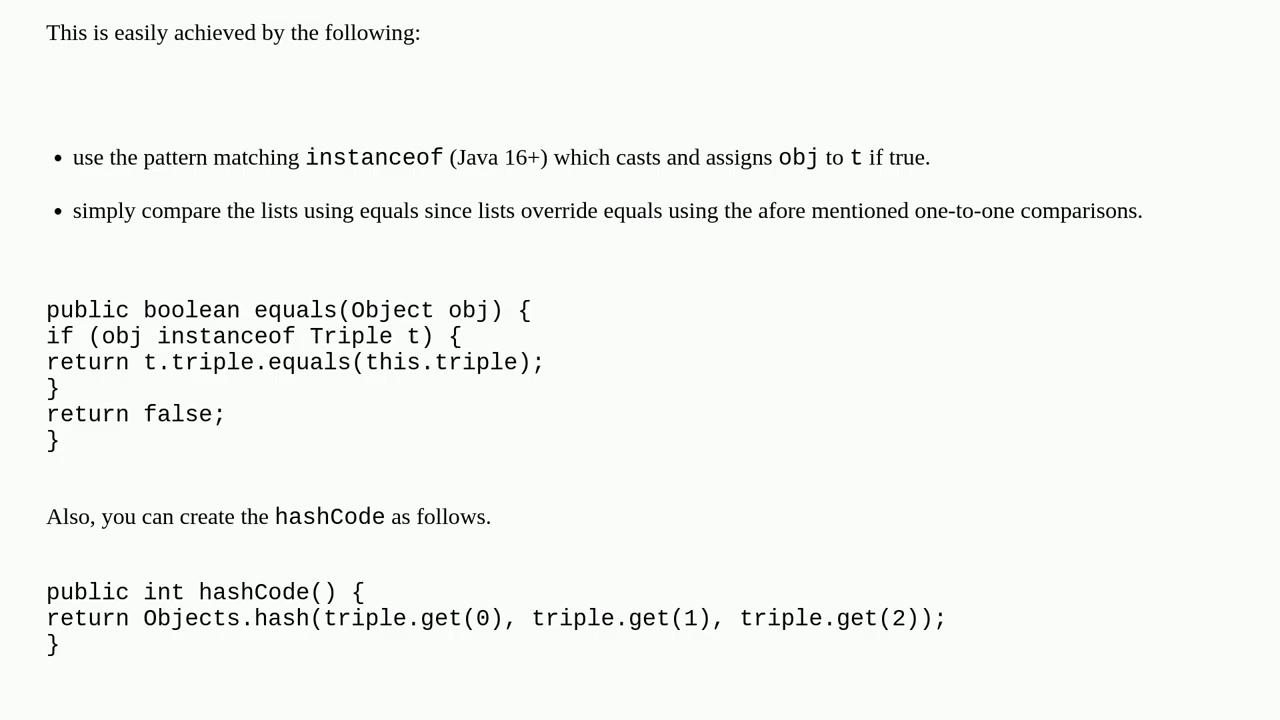 This is easily achieved by the following:
• use the pattern matching instanceof (Java 16+) which casts and assigns obj to t if true.
• simply compare the lists using equals since lists override equals using the afore mentioned one-to-one comparisons.
public boolean equals(Object obj) {
if (obj instanceof Triple t) {
return t.triple.equals(this.triple);
}
return false;
}
Also, you can create the hashCode as follows.
public int hashCode() {
return Objects.hash(triple.get(0), triple.get(1), triple.get(2));
}